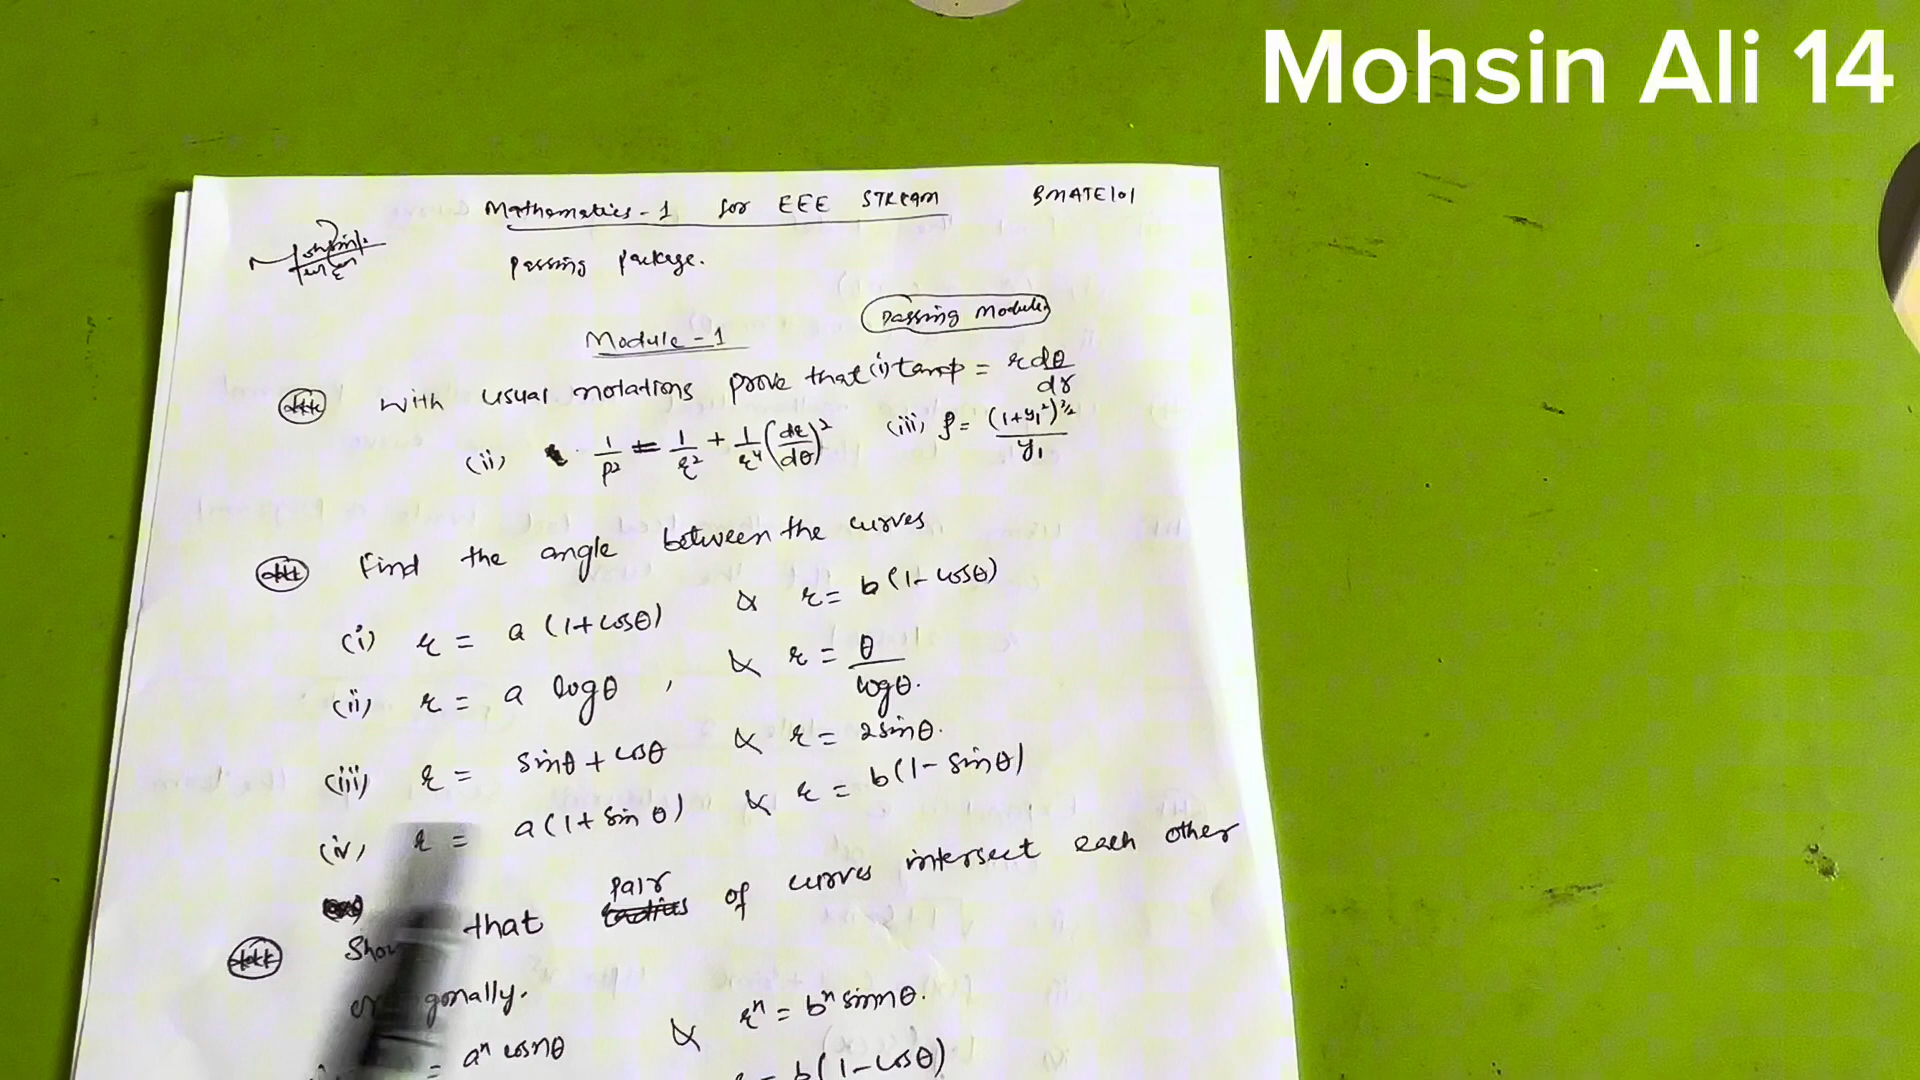 Mohsin Ali 14
Mathematics-1 for EEE STREAM BMATE101
passing package.
Passing Module
Module-1
With usual notations prove that (i) tanφ = r dθ/dr
(ii) 1/p² = 1/r² + 1/r⁴ (dr/dθ)² (iii) ρ = (1+y₁²)^3/2 / y₁
Find the angle between the curves
(i) r = a (1+cosθ) & r = b(1-cosθ)
(ii) r = a logθ , & r = θ/logθ.
(iii) r = sinθ + cosθ & r = 2sinθ.
(iv) r = a(1+sin θ) & r = b(1-sinθ)
that pair of curves intersect each other
= aⁿ cosnθ & rⁿ = bⁿ sinnθ.
= b(1-cosθ)